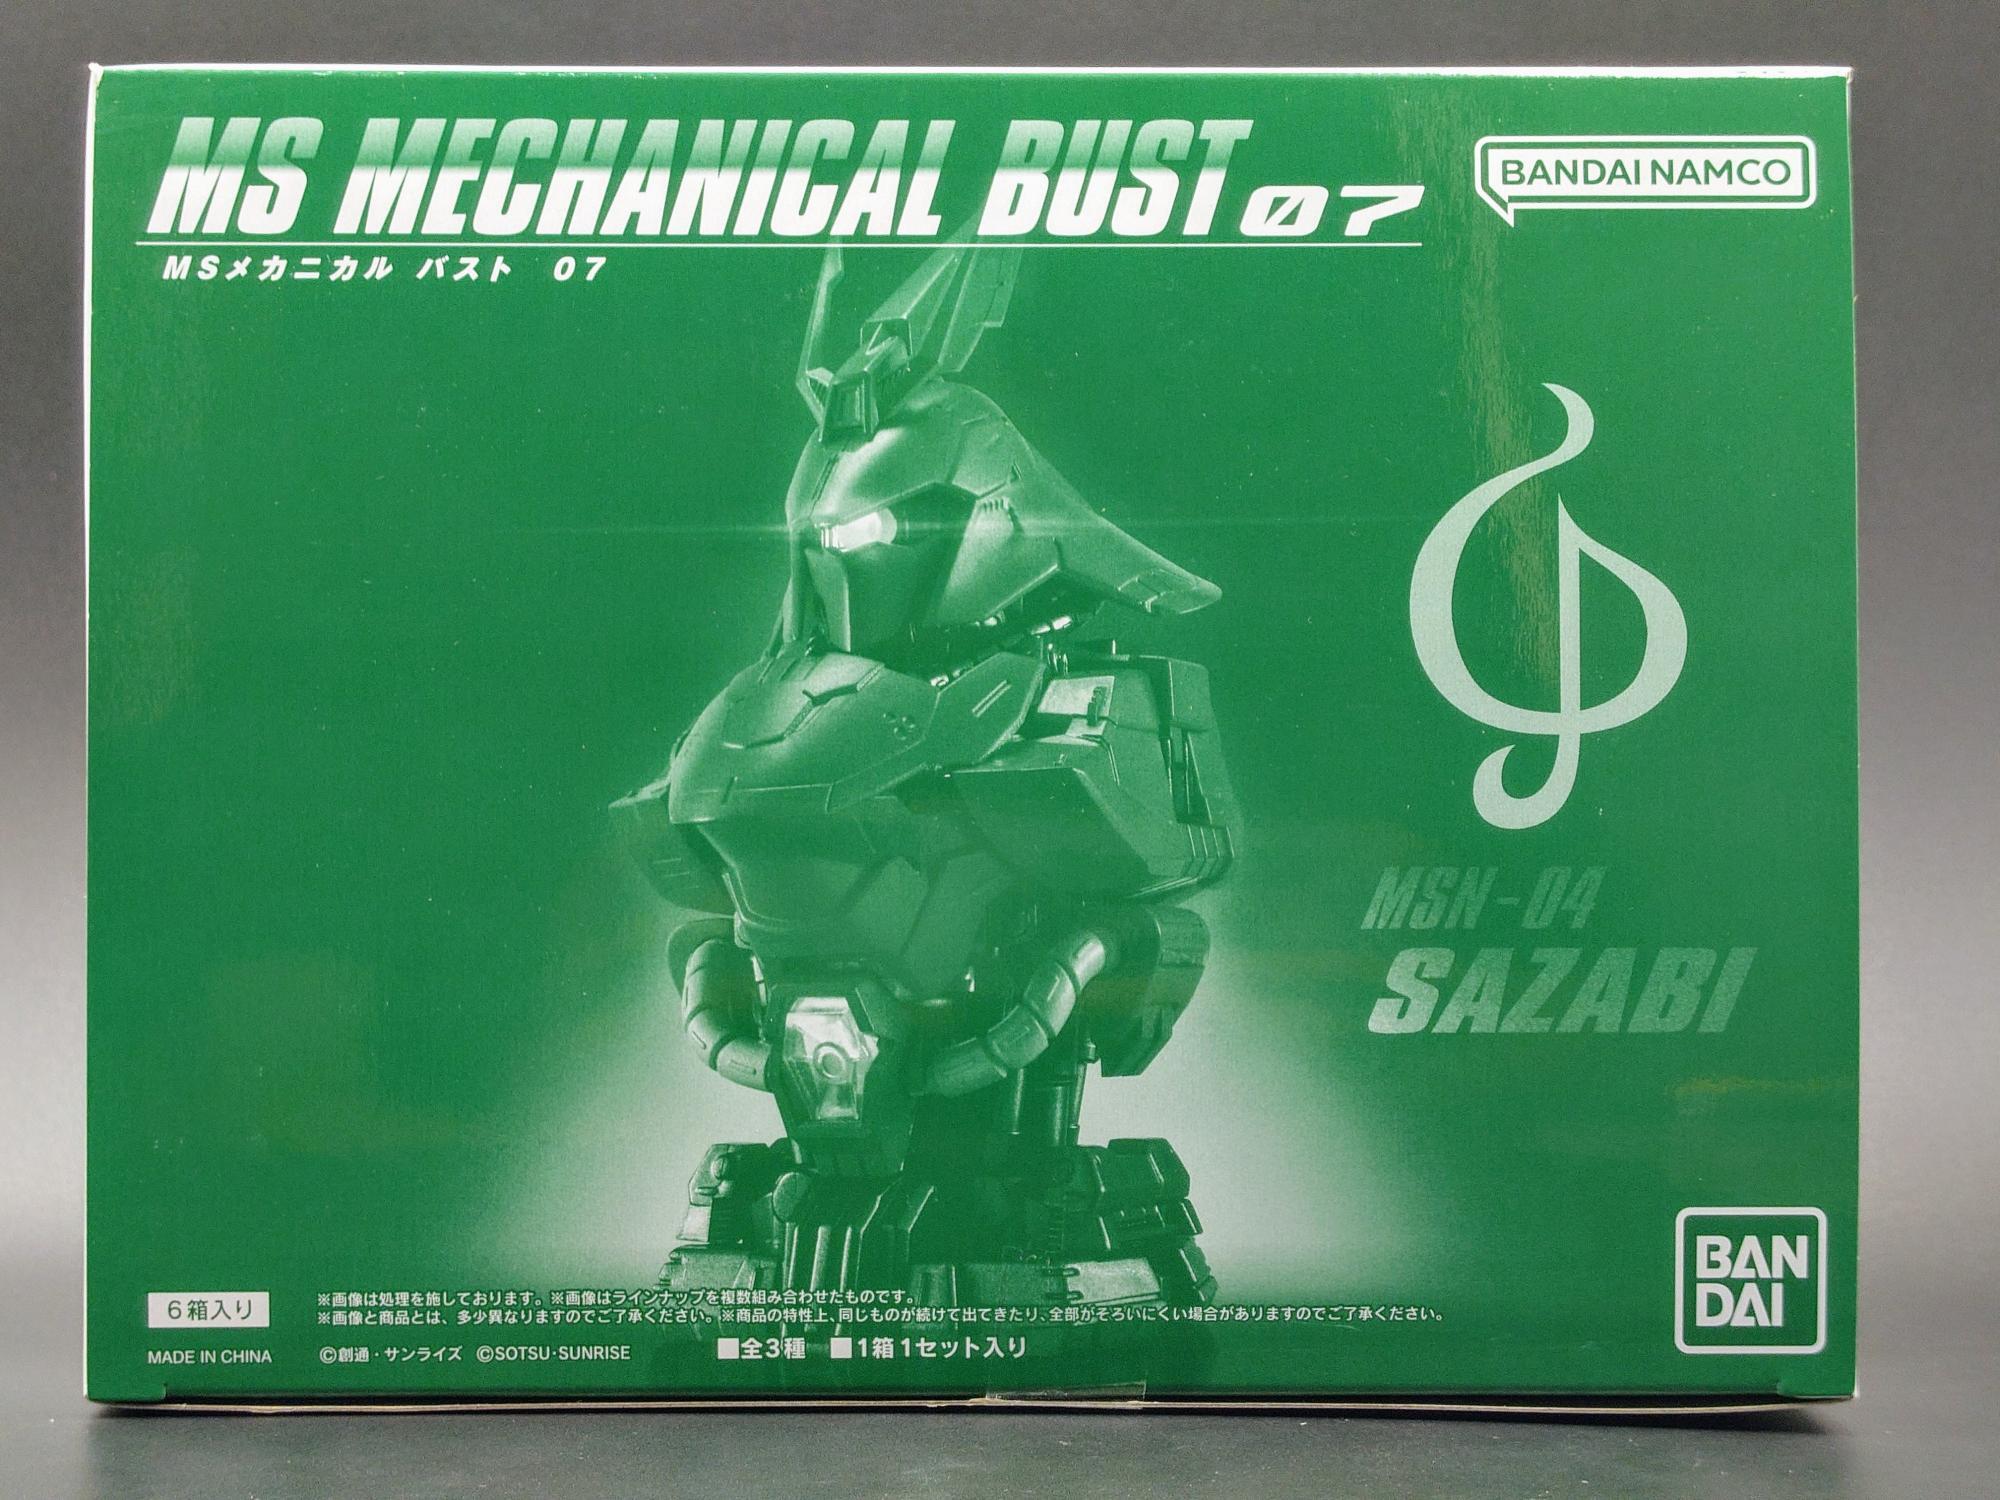 MS MECHANICAL BUST 07
BANDAI NAMCO
MSメカニカル バスト 07
MSN-04
SAZABI
BAN
DAI
6箱入り
※画像は処理を施しております。※画像はラインナップを複数組み合わせたものです。
※画像と商品とは、多少異なりますのでご了承ください。※商品の特性上、同じものが続けて出てきたり、全部がそろいにくい場合がありますのでご了承ください。
MADE IN CHINA
©創通・サンライズ ©SOTSU・SUNRISE
■全3種 ■1箱1セット入り